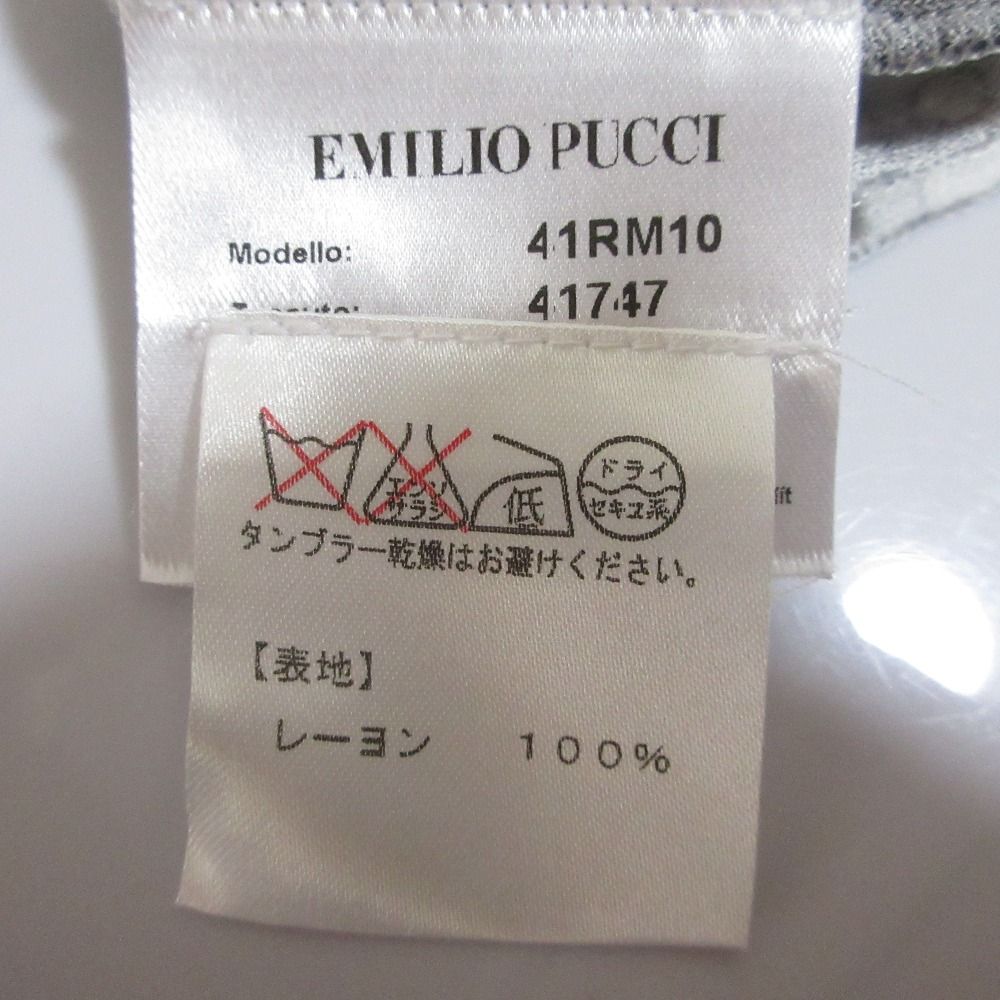 EMILIO PUCCI
Modello: 41RM10
41747
エンソ
サラシ
低
ドライ
セキユ系
タンブラー乾燥はお避けください。
【表地】
レーヨン 100%
fit